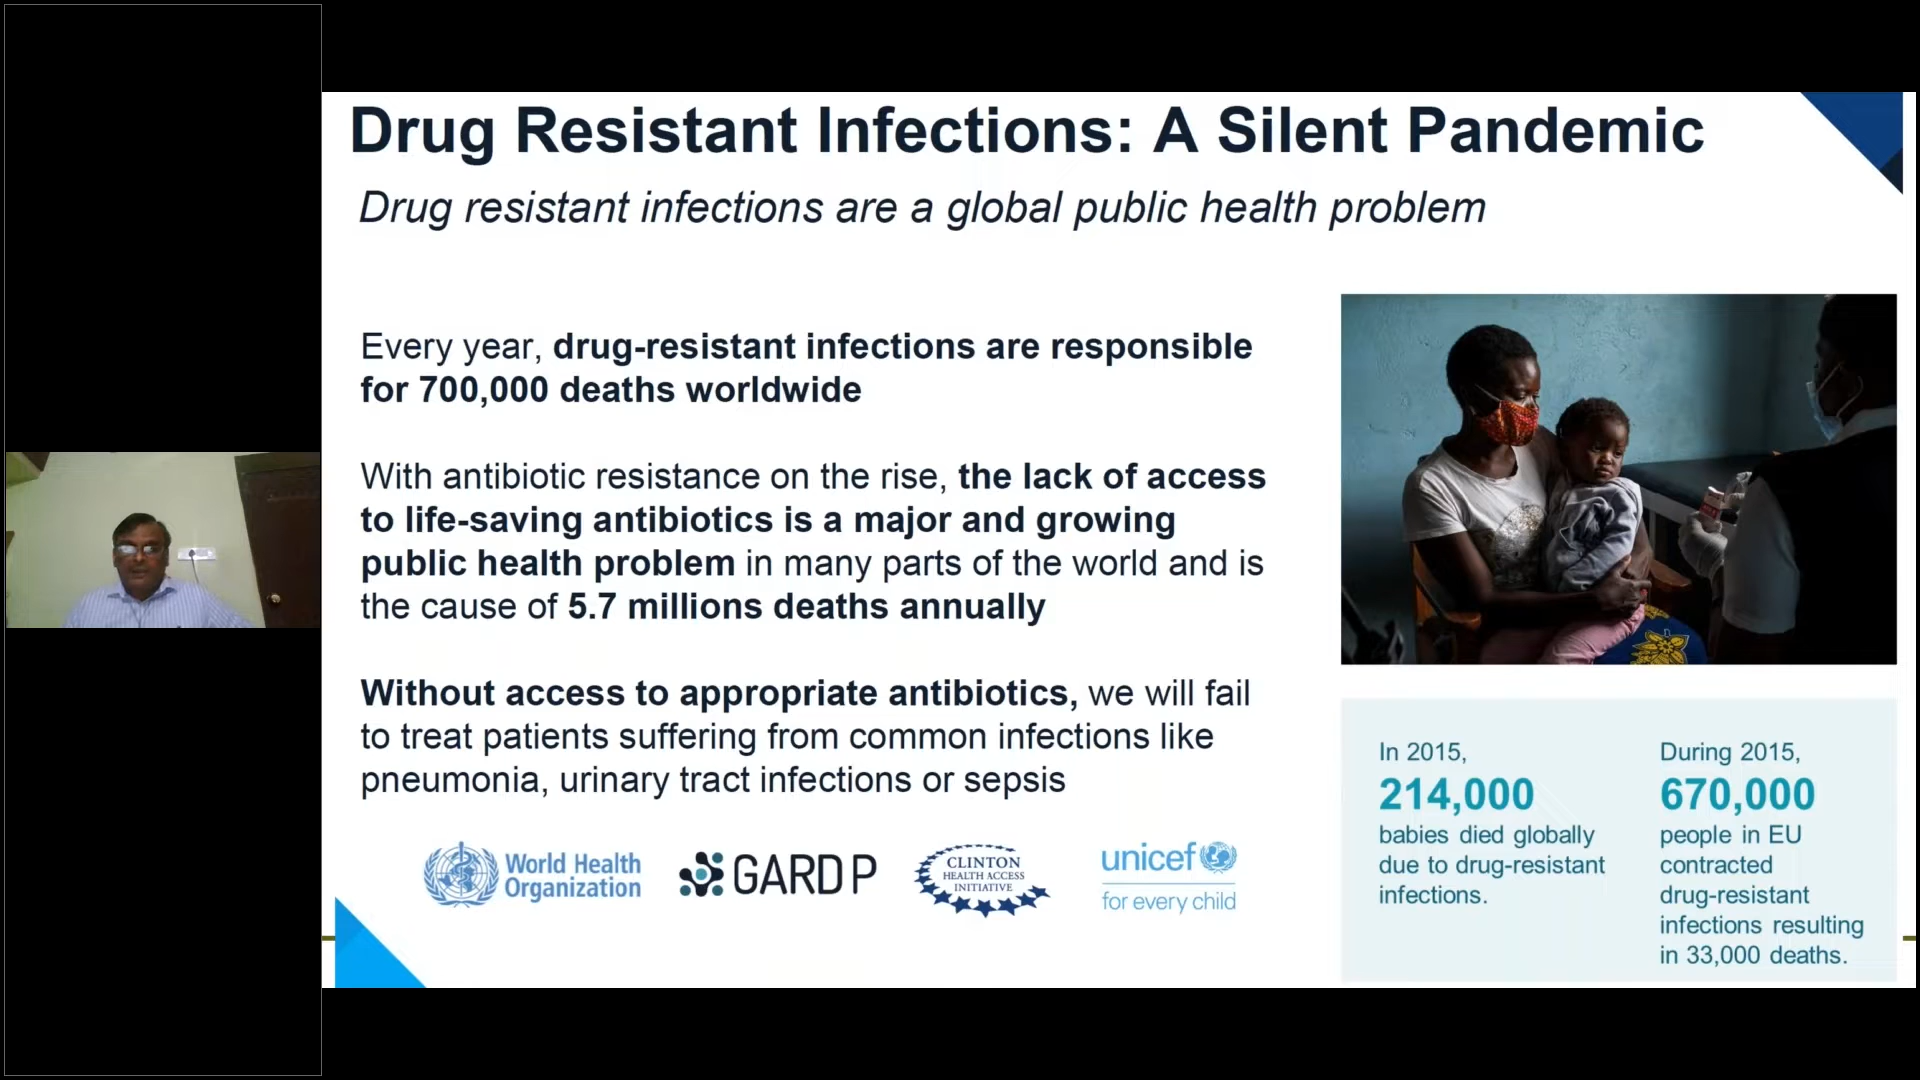 Drug Resistant Infections: A Silent Pandemic
Drug resistant infections are a global public health problem
Every year, drug-resistant infections are responsible
for 700,000 deaths worldwide
With antibiotic resistance on the rise, the lack of access
to life-saving antibiotics is a major and growing
public health problem in many parts of the world and is
the cause of 5.7 millions deaths annually
Without access to appropriate antibiotics, we will fail
to treat patients suffering from common infections like
pneumonia, urinary tract infections or sepsis
World Health
Organization
GARDP
CLINTON
HEALTH ACCESS
INITIATIVE
unicef
for every child
In 2015,
214,000
babies died globally
due to drug-resistant
infections.
During 2015,
670,000
people in EU
contracted
drug-resistant
infections resulting
in 33,000 deaths.